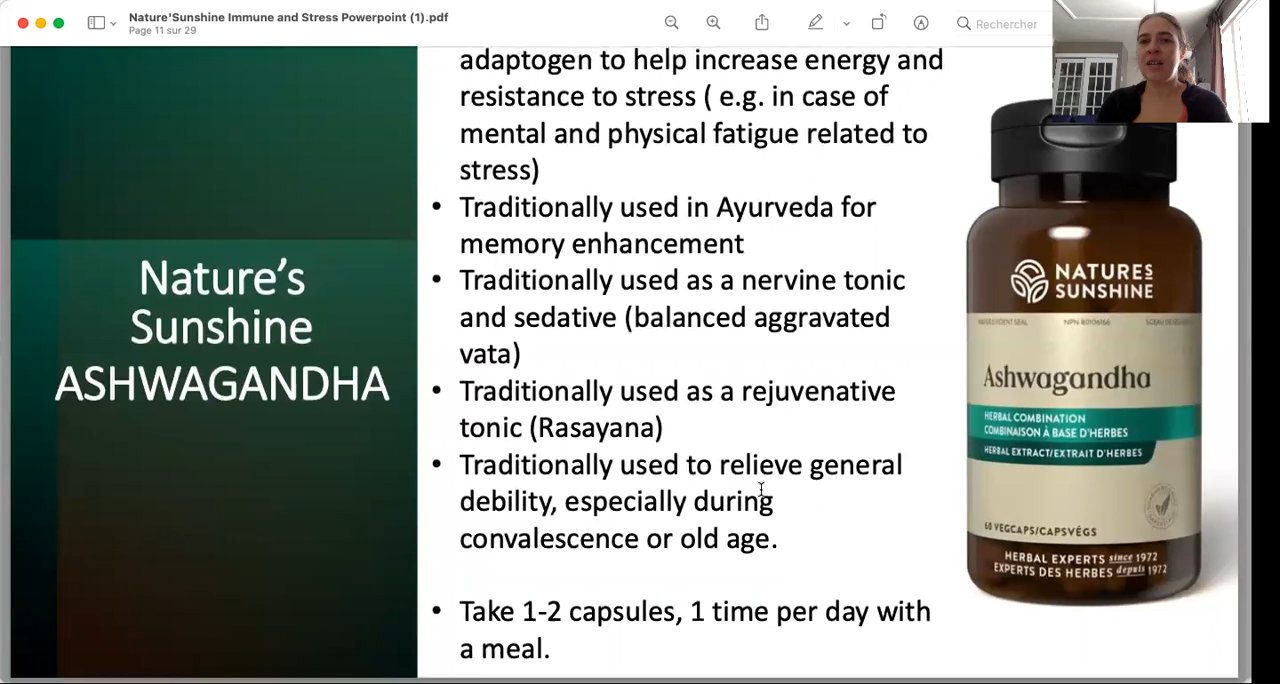 Nature'Sunshine Immune and Stress Powerpoint (1).pdf
Page 11 sur 29
Rechercher
Nature’s
Sunshine
ASHWAGANDHA
adaptogen to help increase energy and
resistance to stress ( e.g. in case of
mental and physical fatigue related to
stress)
• Traditionally used in Ayurveda for
memory enhancement
• Traditionally used as a nervine tonic
and sedative (balanced aggravated
vata)
• Traditionally used as a rejuvenative
tonic (Rasayana)
• Traditionally used to relieve general
debility, especially during
convalescence or old age.
• Take 1-2 capsules, 1 time per day with
a meal.
NATURES
SUNSHINE
Ashwagandha
HERBAL COMBINATION
COMBINAISON À BASE D'HERBES
HERBAL EXTRACT/EXTRAIT D'HERBES
60 VEGCAPS/CAPSVÉGS
HERBAL EXPERTS since 1972
EXPERTS DES HERBES depuis 1972